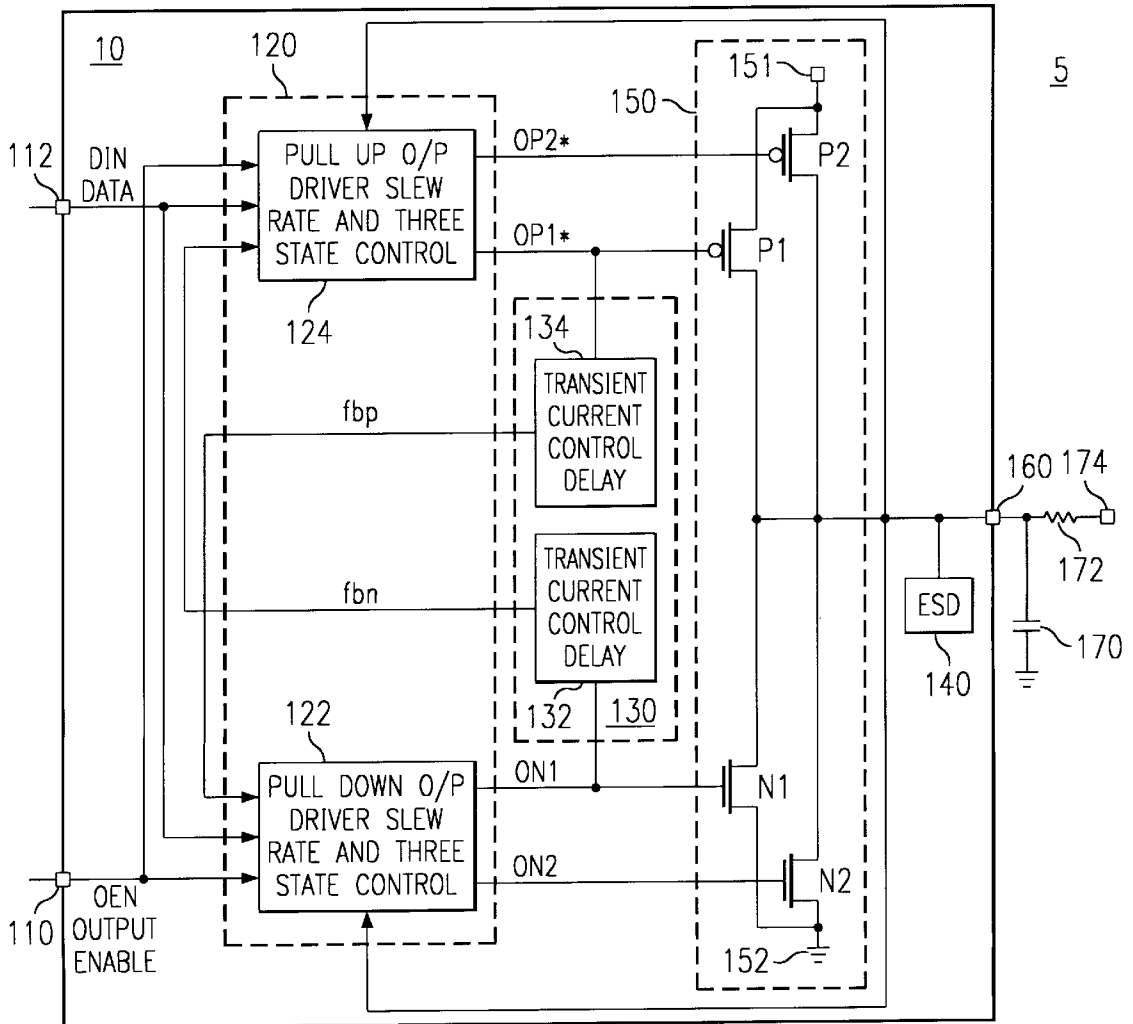 10
120
150
151
5
112
DIN
DATA
PULL UP O/P
DRIVER SLEW
RATE AND THREE
STATE CONTROL
OP2*
OP1*
P2
P1
124
134
TRANSIENT
CURRENT
CONTROL
DELAY
fbp
160
174
172
TRANSIENT
CURRENT
CONTROL
DELAY
fbn
ESD
140
170
132
130
122
PULL DOWN O/P
DRIVER SLEW
RATE AND THREE
STATE CONTROL
ON1
ON2
N1
N2
110
OEN
OUTPUT
ENABLE
152